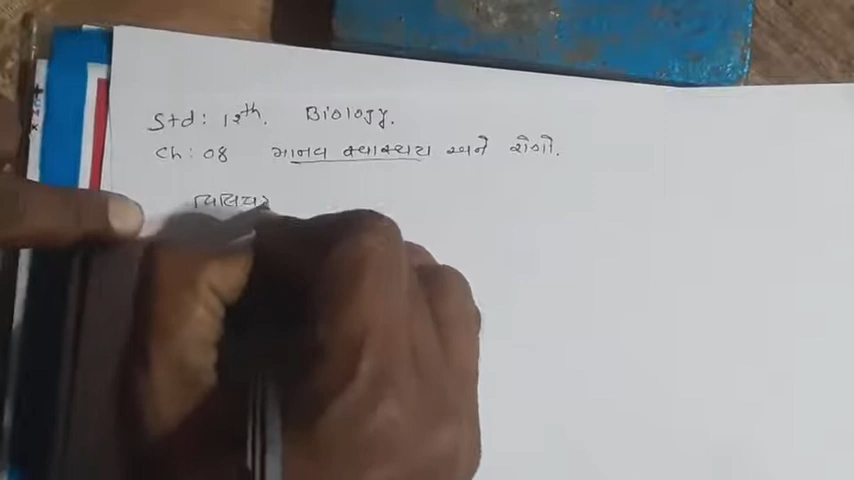 Std: 12th. Biology.
Ch: 08 માનવ સ્વાસ્થ્ય અને રોગો.